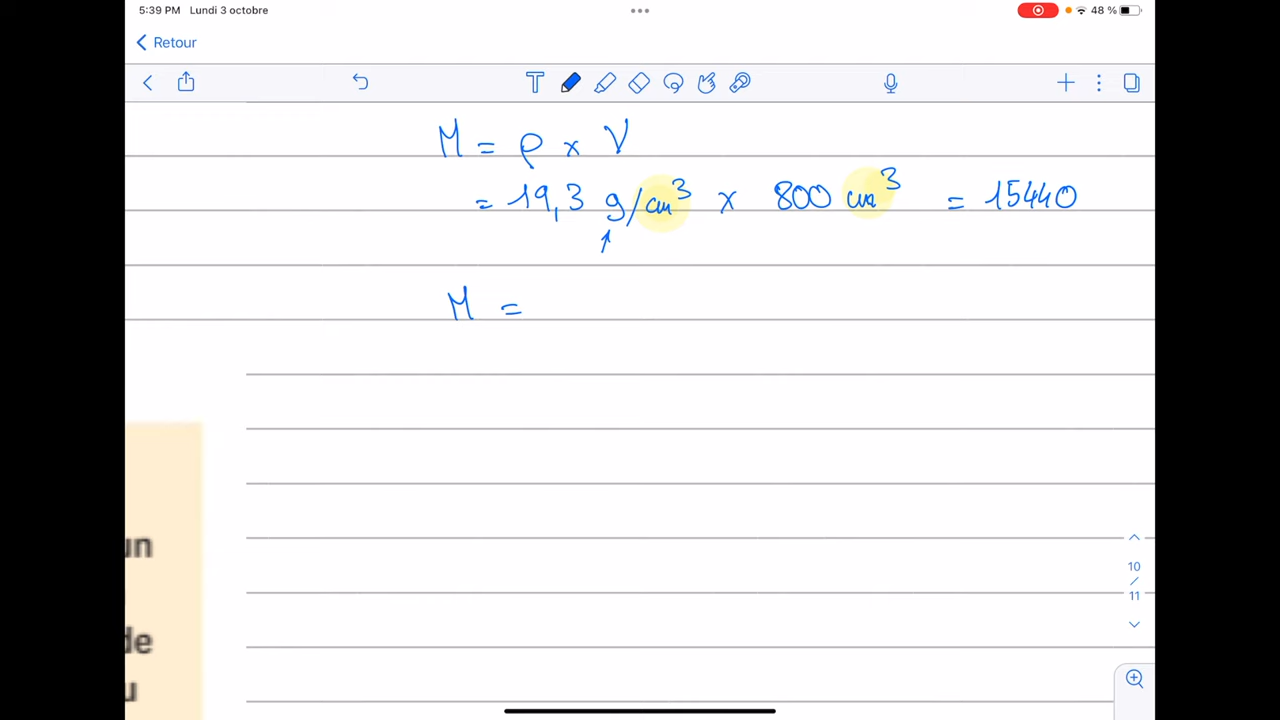 5:39 PM Lundi 3 octobre
48 %
Retour
M = ρ x V
= 19,3 g/cm³ x 800 cm³ = 15440
M =
un
de
u
10
/
11